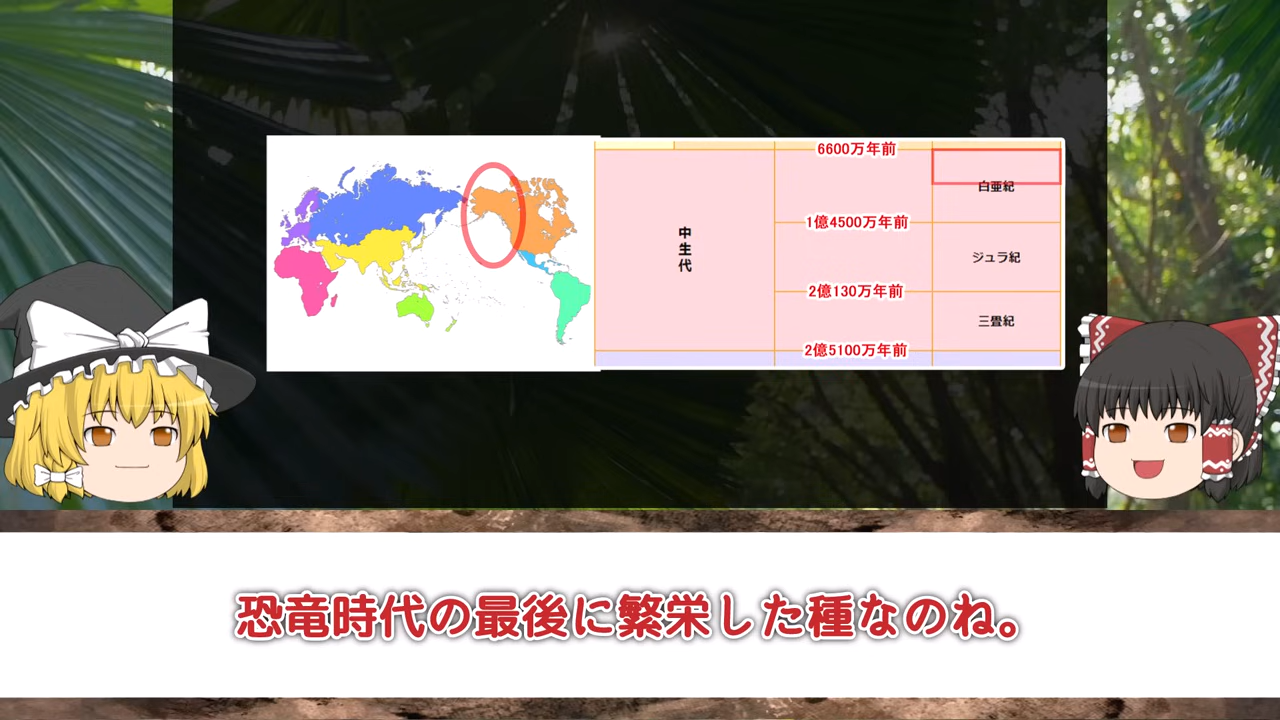 6600万年前
白亜紀
1億4500万年前
中生代
ジュラ紀
2億130万年前
三畳紀
2億5100万年前
恐竜時代の最後に繁栄した種なのね。